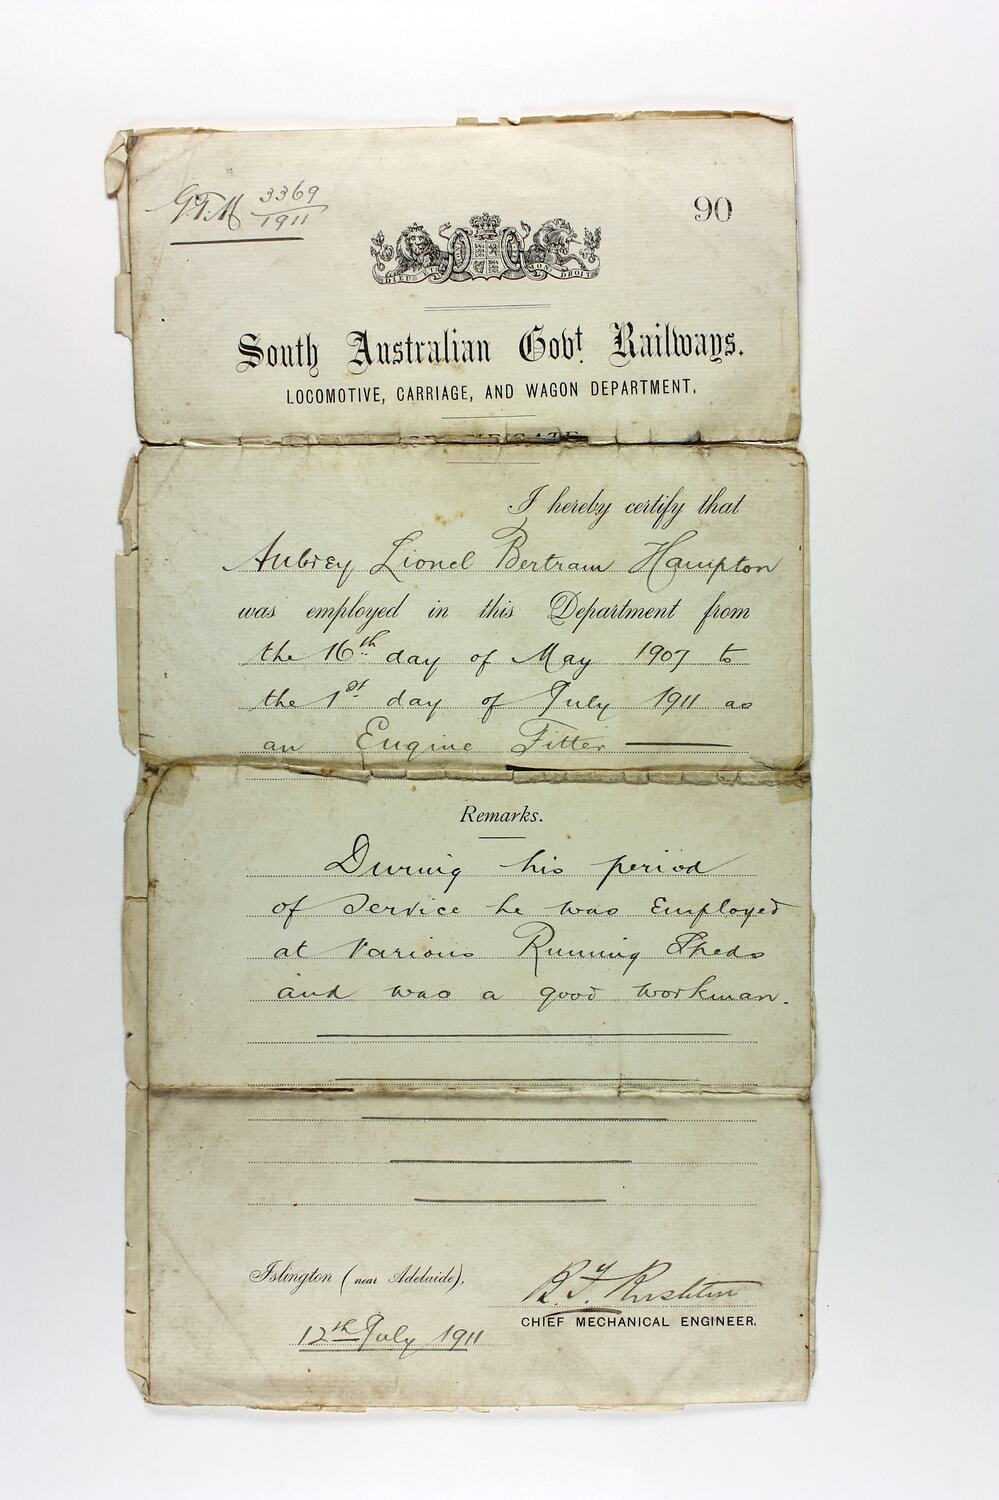 G.T.M 3369/1911
90
DIEU ET MON DROIT
South Australian Govt. Railways.
LOCOMOTIVE, CARRIAGE, AND WAGON DEPARTMENT.
I hereby certify that
Aubrey Lionel Bertram Hampton
was employed in this Department from
the 16th day of May 1907 to
the 1st day of July 1911 as
an Engine Fitter
Remarks.
During his period
of Service he was Employed
at Various Running Sheds
and was a good workman.
Islington (near Adelaide),
B. F. Rushton
CHIEF MECHANICAL ENGINEER.
12th July 1911